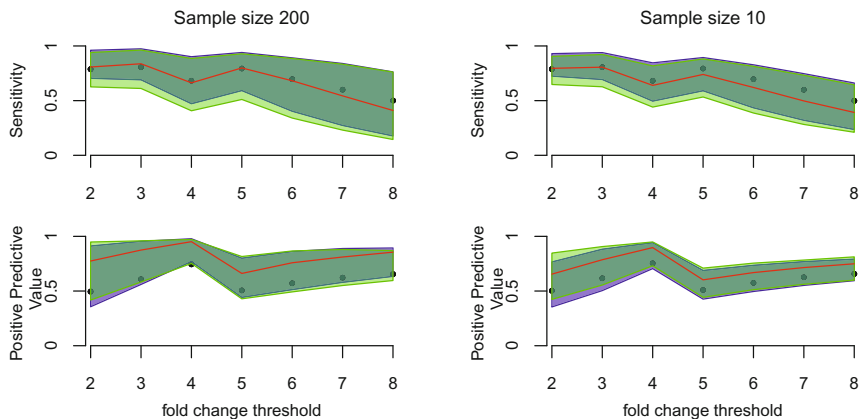 Sample size 200
Sample size 10
Sensitivity
0
0.5
1
2 3 4 5 6 7 8
Sensitivity
0
0.5
1
2 3 4 5 6 7 8
Positive Predictive
Value
0
0.5
1
2 3 4 5 6 7 8
fold change threshold
Positive Predictive
Value
0
0.5
1
2 3 4 5 6 7 8
fold change threshold